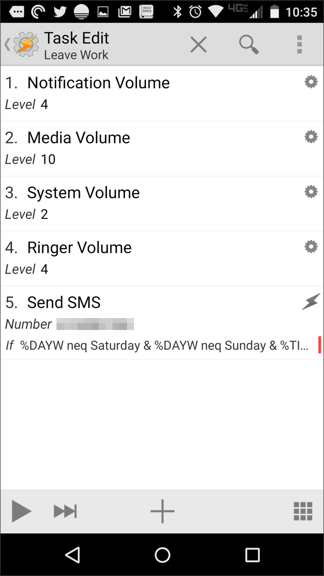 10:35
Task Edit
Leave Work
1. Notification Volume
Level 4
2. Media Volume
Level 10
3. System Volume
Level 2
4. Ringer Volume
Level 4
5. Send SMS
Number
If %DAYW neq Saturday & %DAYW neq Sunday & %TI...